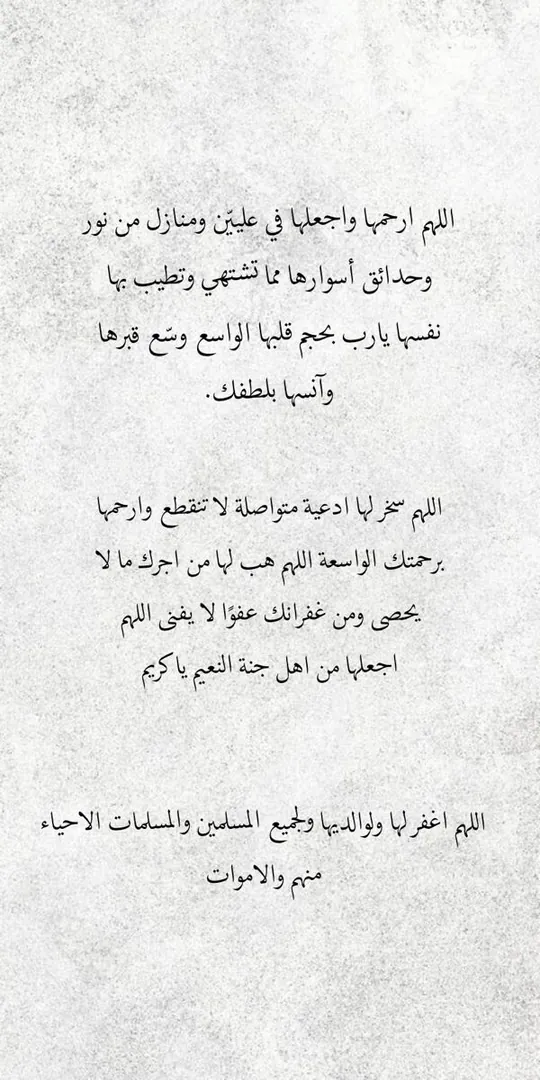 اللهم ارحمها واجعلها في علييّن ومنازل من نور
وحدائق أسوارها مما تشتهي وتطيب بها
نفسها يارب بحجم قلبها الواسع وسّع قبرها
وآنسها بلطفك.
اللهم سخر لها ادعية متواصلة لا تنقطع وارحمها
برحمتك الواسعة اللهم هب لها من اجرك ما لا
يحصى ومن غفرانك عفوًا لا يفنى اللهم
اجعلها من اهل جنة النعيم ياكريم
اللهم اغفر لها ولوالديها ولجميع المسلمين والمسلمات الاحياء
منهم والاموات